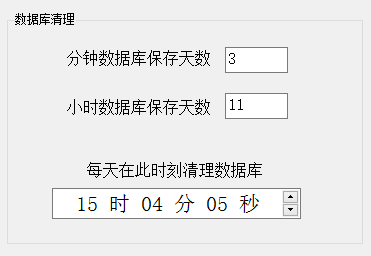 数据库清理
分钟数据库保存天数 3
小时数据库保存天数 11
每天在此时刻清理数据库
15 时 04 分 05 秒